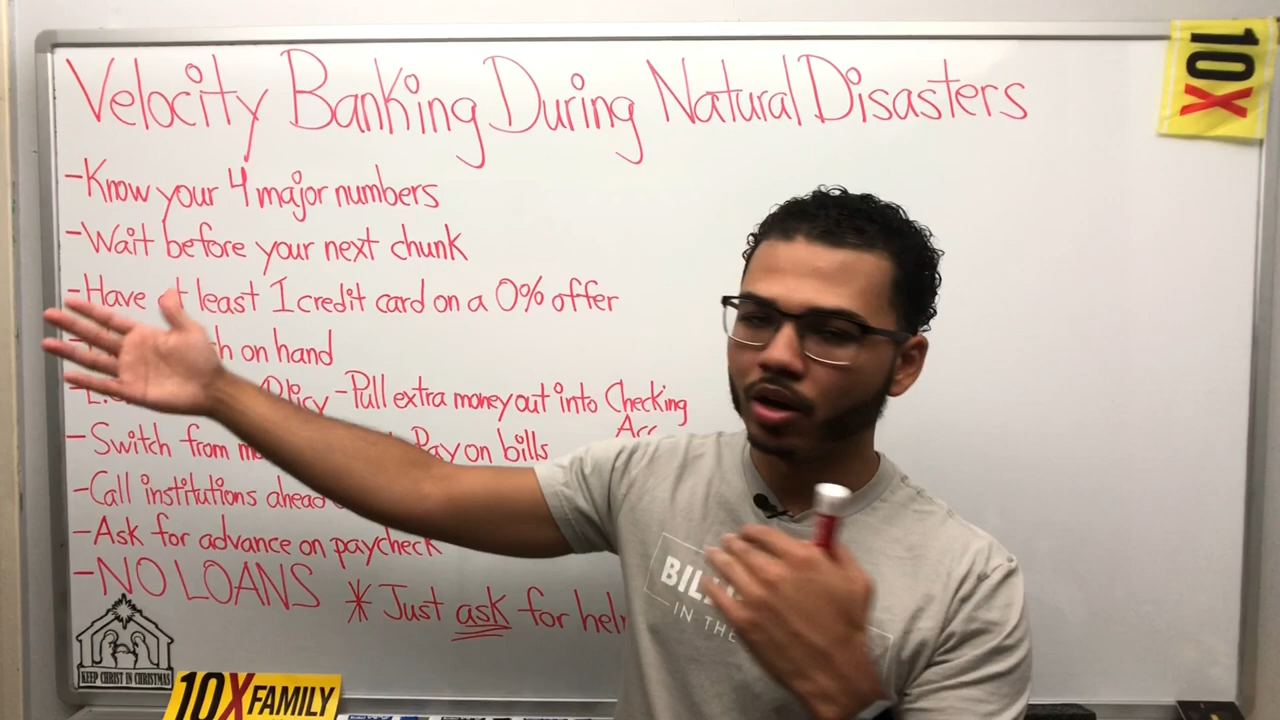 Velocity Banking During Natural Disasters
10X
-Know your 4 major numbers
-Wait before your next chunk
-Have at least 1 credit card on a 0% offer
on hand
-Pull extra money out into Checking
Acc
-Switch from Pay on bills
-Call institutions ahead
-Ask for advance on paycheck
-NO LOANS * Just ask for
IN THE
KEEP CHRIST IN CHRISTMAS
10X FAMILY